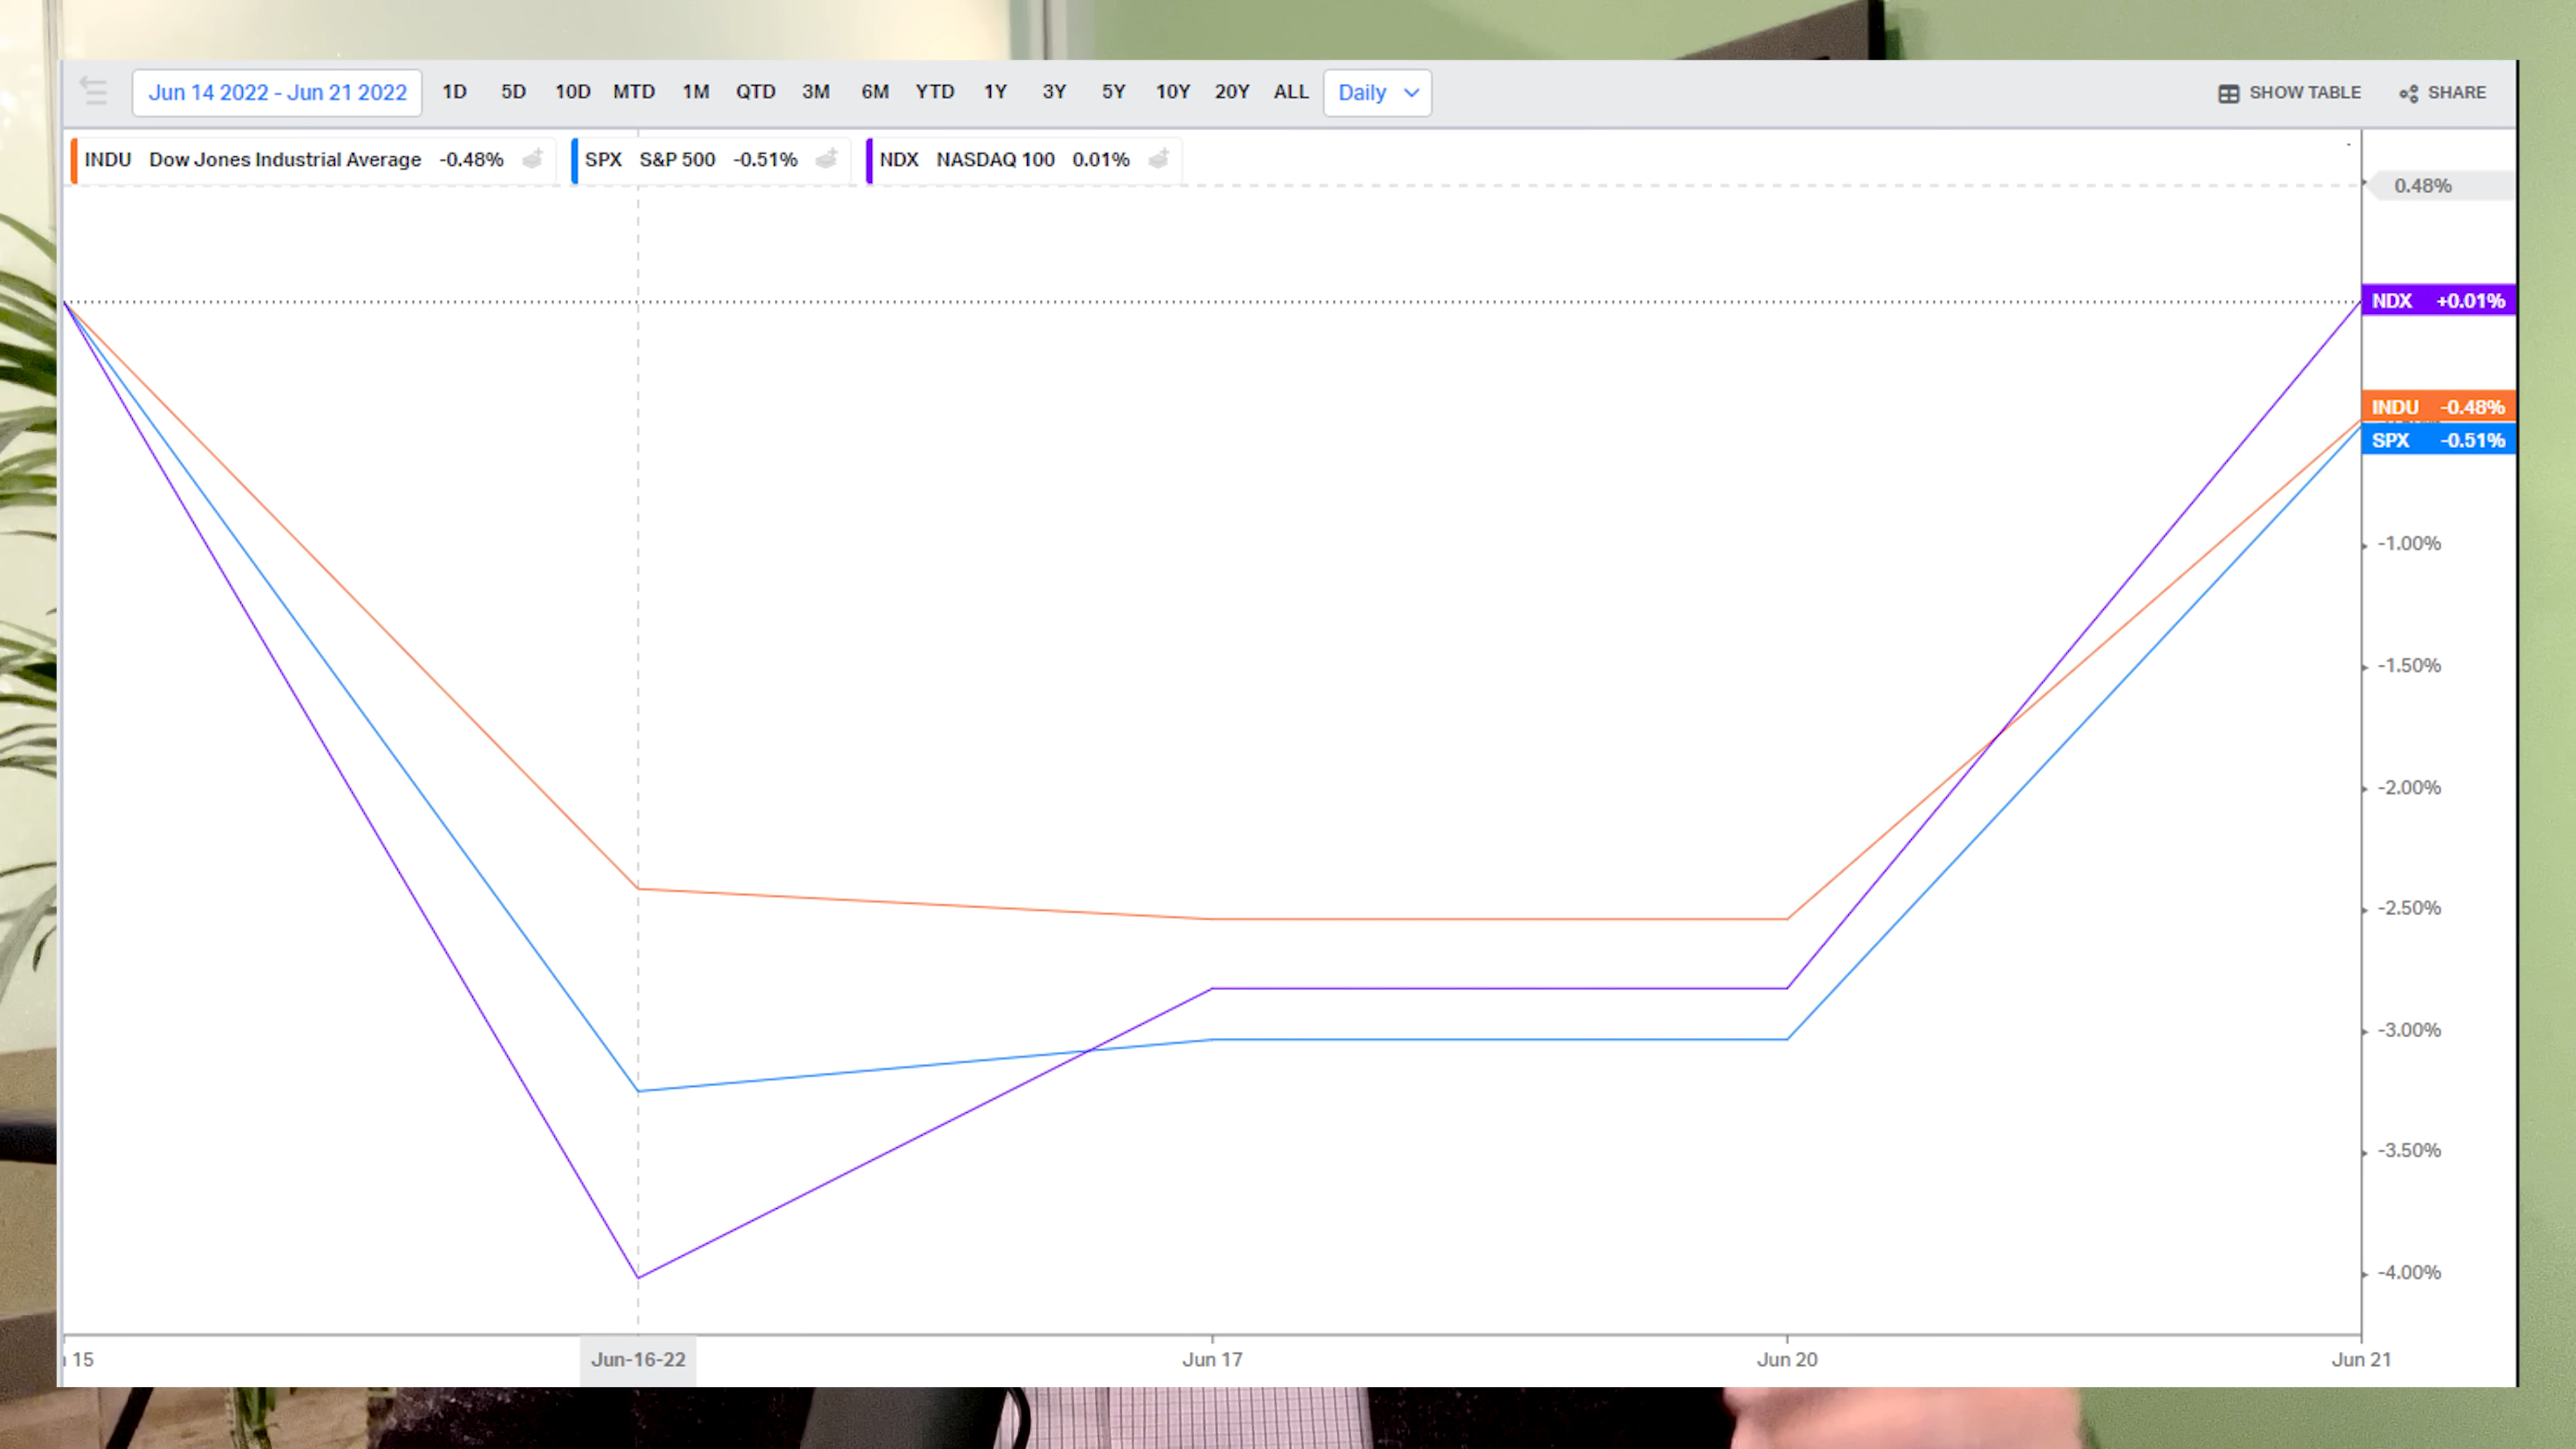 Jun 14 2022 - Jun 21 2022 1D 5D 10D MTD 1M QTD 3M 6M YTD 1Y 3Y 5Y 10Y 20Y ALL Daily SHOW TABLE SHARE
INDU Dow Jones Industrial Average -0.48% SPX S&P 500 -0.51% NDX NASDAQ 100 0.01%
0.48%
NDX +0.01%
INDU -0.48%
SPX -0.51%
-1.00%
-1.50%
-2.00%
-2.50%
-3.00%
-3.50%
-4.00%
15 Jun-16-22 Jun 17 Jun 20 Jun 21